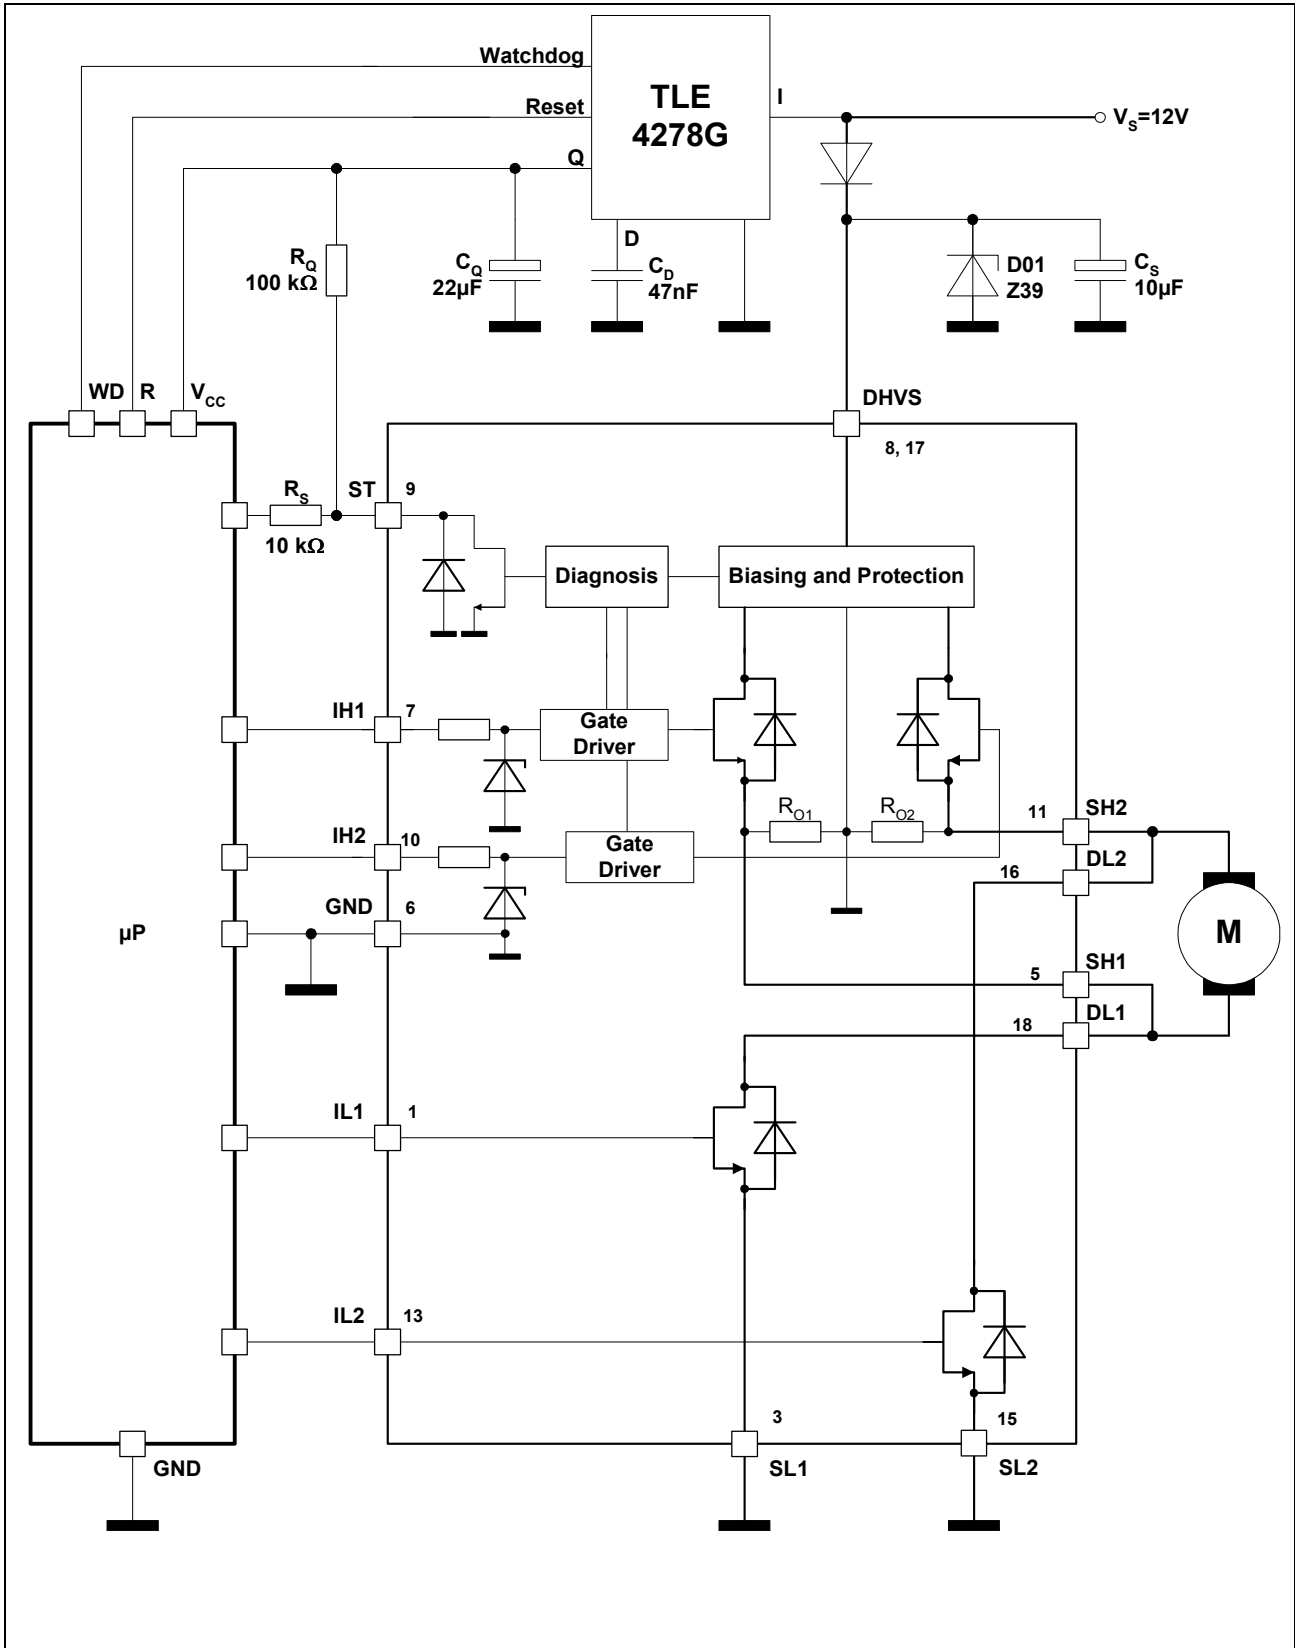 Watchdog
TLE
4278G
I
Reset
V_S=12V
Q
D
R_Q
100 kΩ
C_Q
22µF
C_D
47nF
D01
Z39
C_S
10µF
WD
R
V_CC
DHVS
8, 17
R_S
10 kΩ
ST
9
Diagnosis
Biasing and Protection
IH1
7
Gate
Driver
R_O1
R_O2
11
SH2
IH2
10
Gate
Driver
16
DL2
GND
6
µP
M
5
SH1
18
DL1
IL1
1
IL2
13
3
15
GND
SL1
SL2